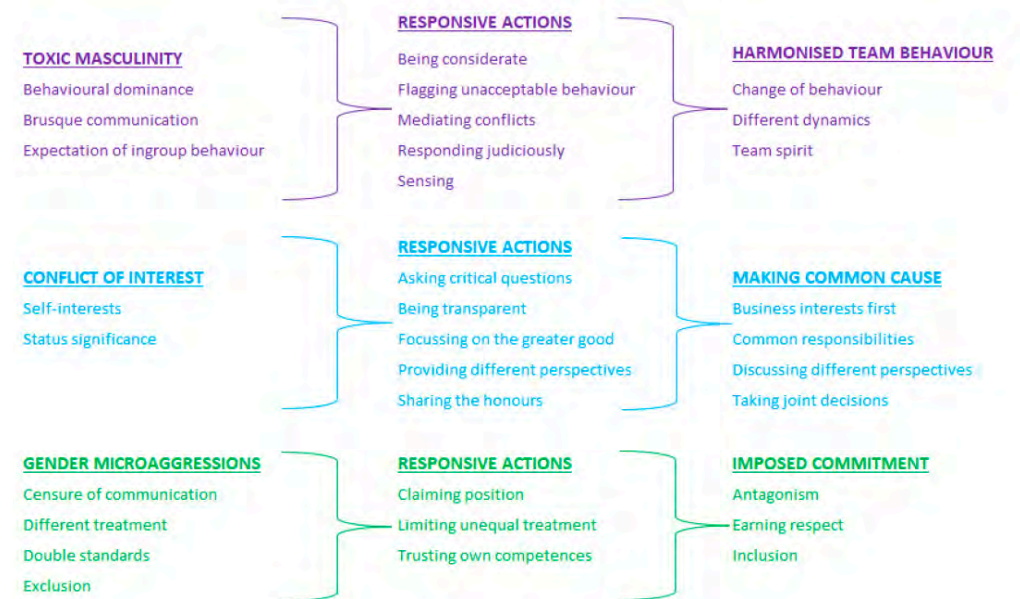 TOXIC MASCULINITY
Behavioural dominance
Brusque communication
Expectation of ingroup behaviour
RESPONSIVE ACTIONS
Being considerate
Flagging unacceptable behaviour
Mediating conflicts
Responding judiciously
Sensing
HARMONISED TEAM BEHAVIOUR
Change of behaviour
Different dynamics
Team spirit
CONFLICT OF INTEREST
Self-interests
Status significance
RESPONSIVE ACTIONS
Asking critical questions
Being transparent
Focussing on the greater good
Providing different perspectives
Sharing the honours
MAKING COMMON CAUSE
Business interests first
Common responsibilities
Discussing different perspectives
Taking joint decisions
GENDER MICROAGGRESSIONS
Censure of communication
Different treatment
Double standards
Exclusion
RESPONSIVE ACTIONS
Claiming position
Limiting unequal treatment
Trusting own competences
IMPOSED COMMITMENT
Antagonism
Earning respect
Inclusion